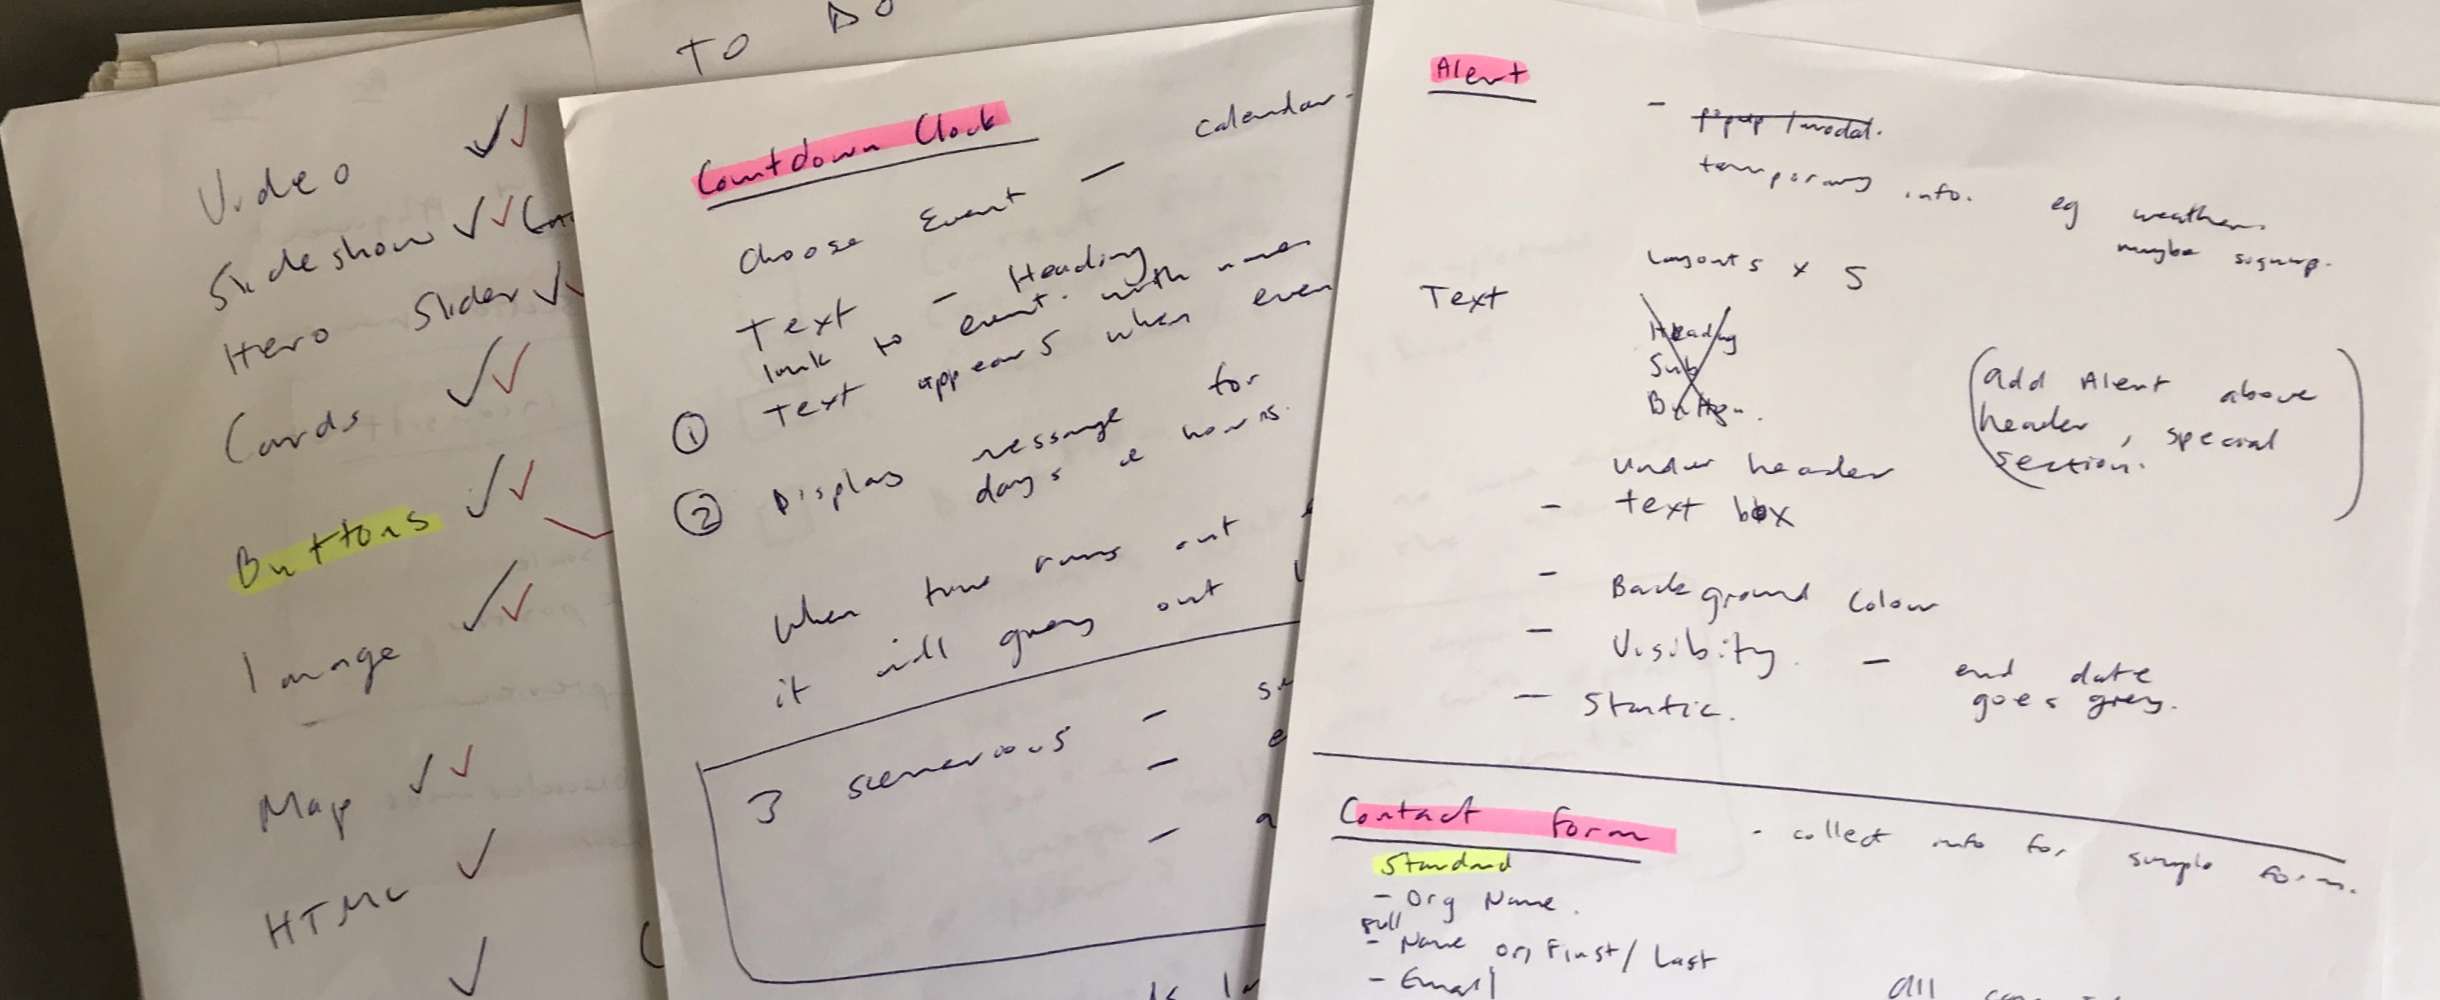 TO DO
Video
Slideshow
Hero Slider
Cards
Buttons
Image
Map
HTML
Countdown Clock
Choose Event - calendar.
Text - Heading
link to event. with name
① Text appears when even
② Display message for
days & hours.
When time runs out
it will grey out
3 scenerious -
-
-
Alert
- popup / modal.
temporary info. eg weather.
maybe signup.
Layouts x 5
Text
Heading
Sub
Button.
(add Alert above
header, special
section.)
Under header
- text box
- Background Colour
- Visibity. - end date
goes grey.
- Static.
Contact form - collect info for simple form.
Standard
- Org Name.
full
- Name or, First/Last
- Email
All